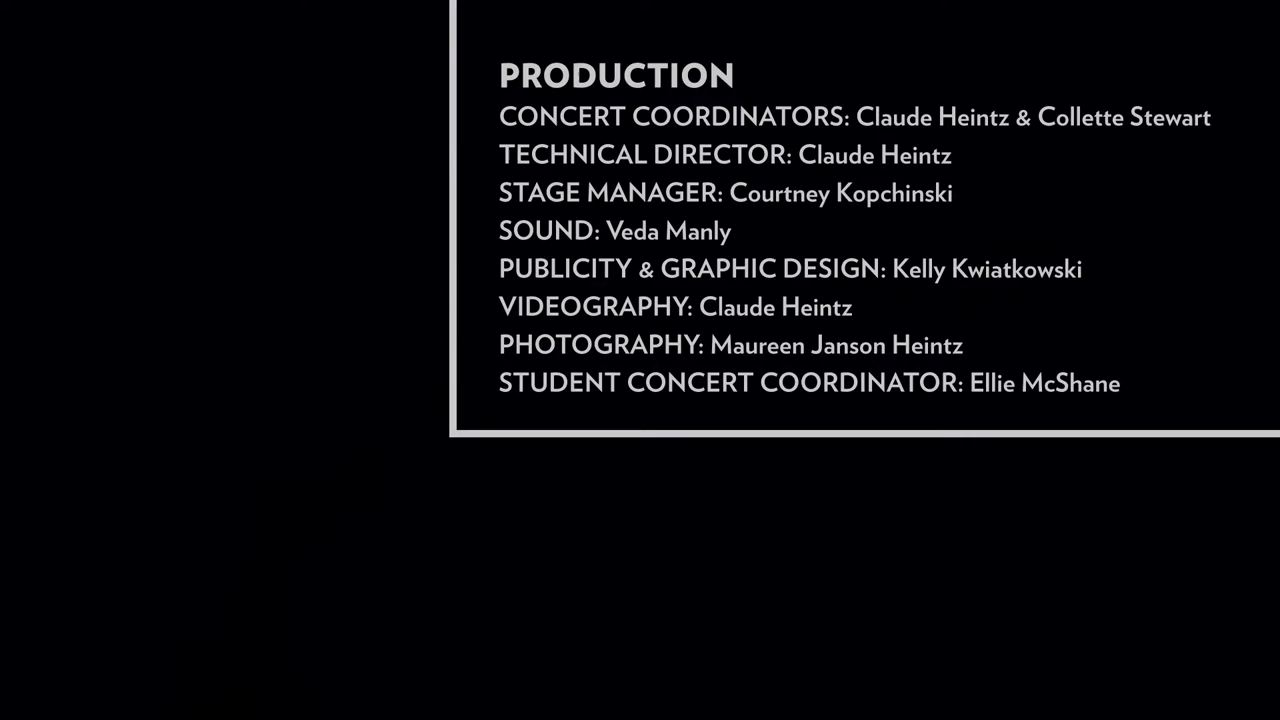 PRODUCTION
CONCERT COORDINATORS: Claude Heintz & Collette Stewart
TECHNICAL DIRECTOR: Claude Heintz
STAGE MANAGER: Courtney Kopchinski
SOUND: Veda Manly
PUBLICITY & GRAPHIC DESIGN: Kelly Kwiatkowski
VIDEOGRAPHY: Claude Heintz
PHOTOGRAPHY: Maureen Janson Heintz
STUDENT CONCERT COORDINATOR: Ellie McShane